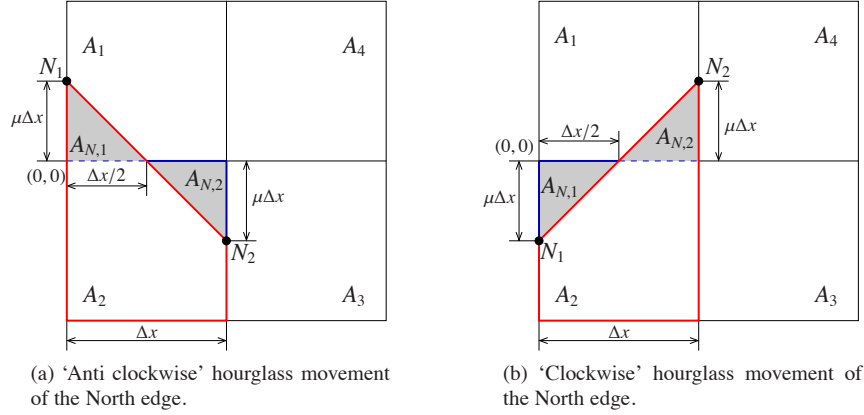 A1
A4
N1
μΔx
AN,1
(0, 0)
Δx/2
AN,2
μΔx
N2
A2
A3
Δx
(a) ‘Anti clockwise’ hourglass movement
of the North edge.
A1
A4
N2
Δx/2
μΔx
(0, 0)
AN,2
AN,1
μΔx
N1
A2
A3
Δx
(b) ‘Clockwise’ hourglass movement of
the North edge.